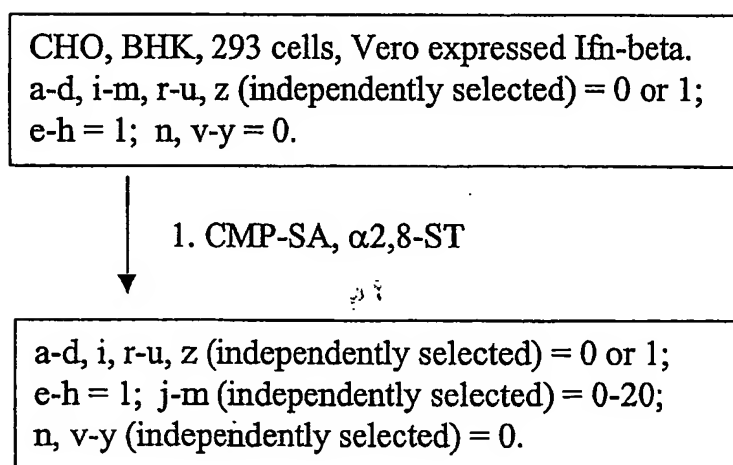 CHO, BHK, 293 cells, Vero expressed Ifn-beta.
a-d, i-m, r-u, z (independently selected) = 0 or 1;
e-h = 1; n, v-y = 0.
1. CMP-SA, α2,8-ST
a-d, i, r-u, z (independently selected) = 0 or 1;
e-h = 1; j-m (independently selected) = 0-20;
n, v-y (independently selected) = 0.